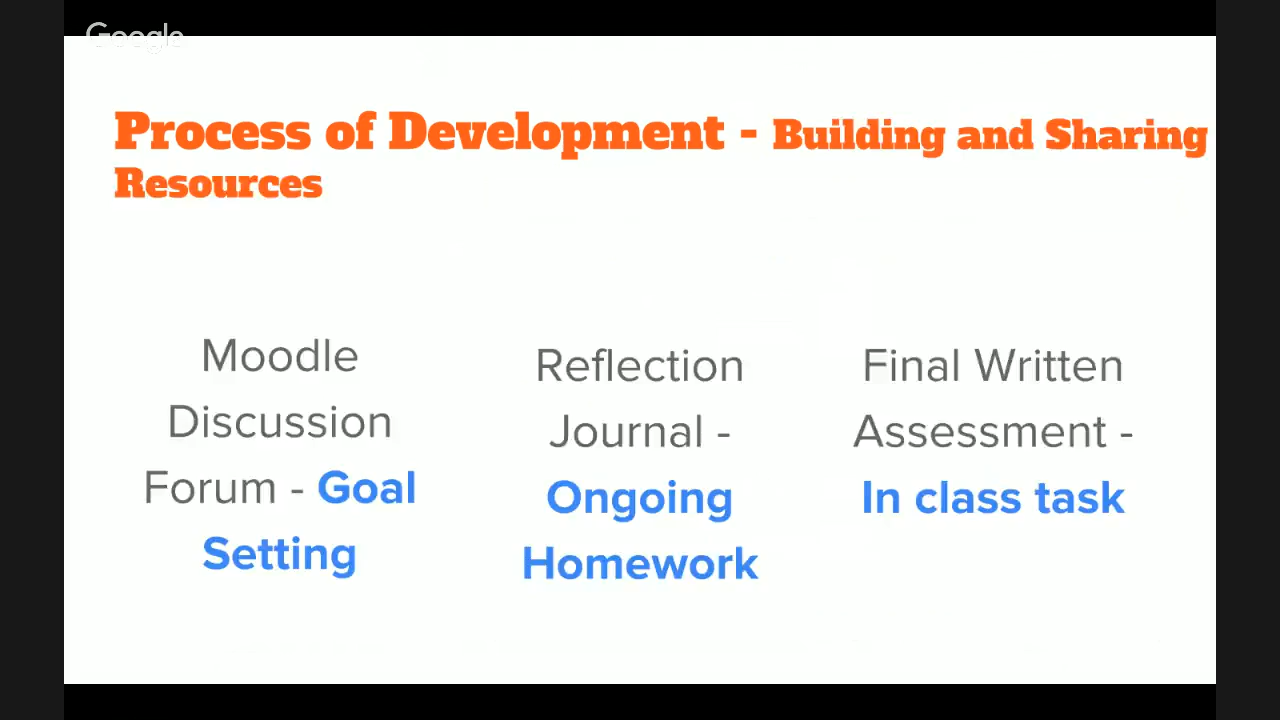 Google
Process of Development - Building and Sharing
Resources
Moodle
Discussion
Forum - Goal
Setting
Reflection
Journal -
Ongoing
Homework
Final Written
Assessment -
In class task